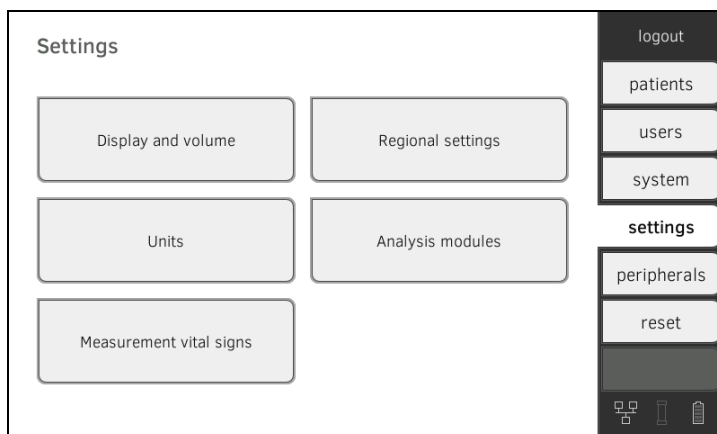 Settings
Display and volume
Regional settings
Units
Analysis modules
Measurement vital signs
logout
patients
users
system
settings
peripherals
reset